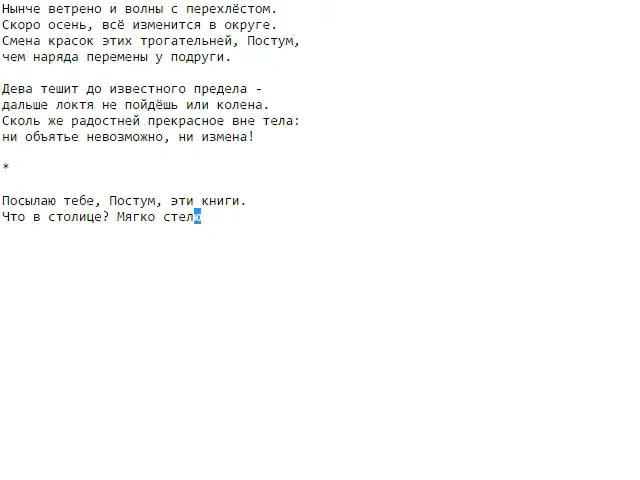 Нынче ветрено и волны с перехлёстом.
Скоро осень, всё изменится в округе.
Смена красок этих трогательней, Постум,
чем наряда перемены у подруги.
Дева тешит до известного предела -
дальше локтя не пойдёшь или колена.
Сколь же радостней прекрасное вне тела:
ни объятье невозможно, ни измена!
*
Посылаю тебе, Постум, эти книги.
Что в столице? Мягко стелю